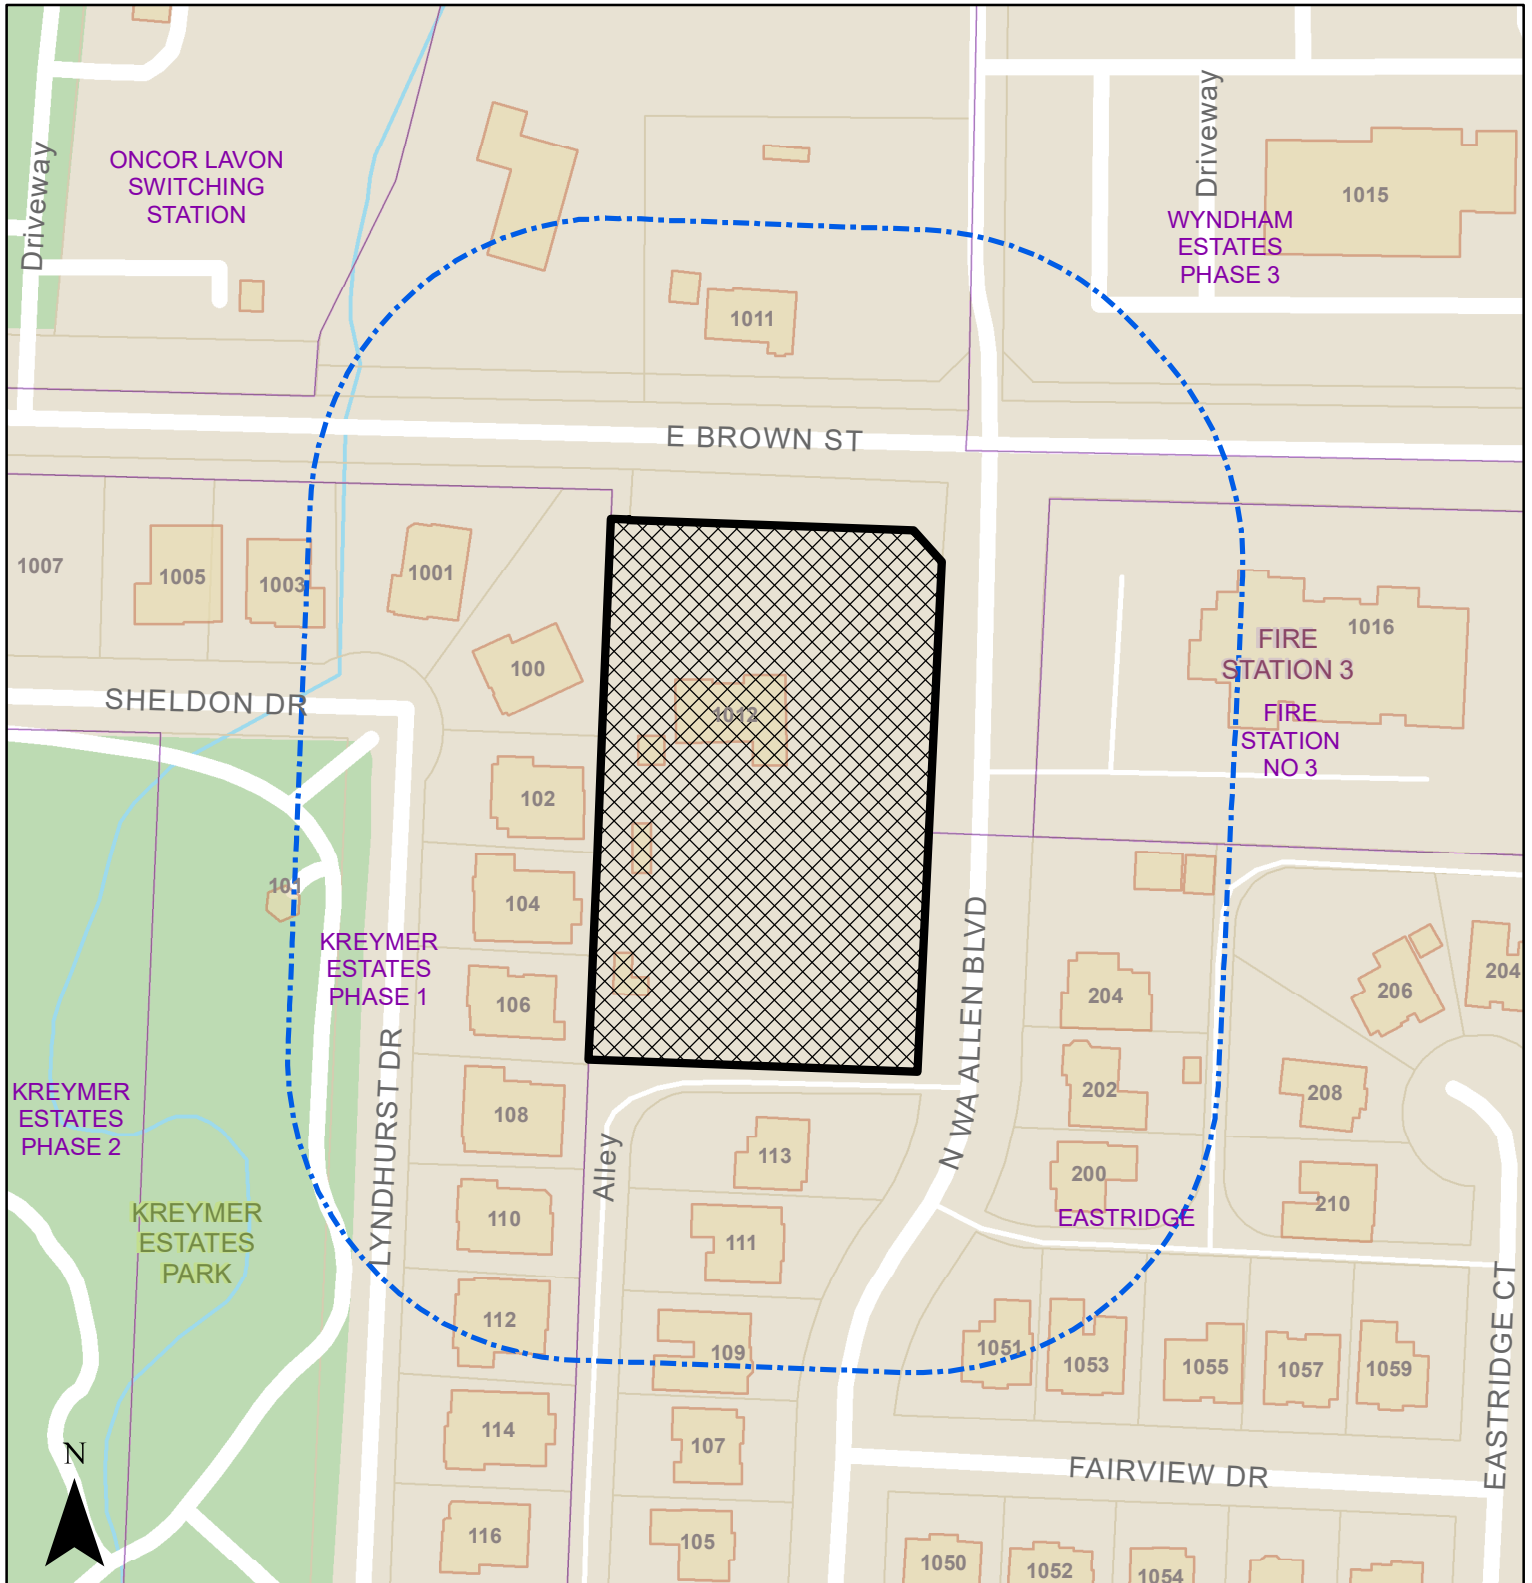 Driveway
ONCOR LAVON
SWITCHING
STATION
Driveway
1015
WYNDHAM
ESTATES
PHASE 3
1011
E BROWN ST
1007
1005
1003
1001
100
1012
1016
FIRE
STATION 3
FIRE
STATION
NO 3
SHELDON DR
102
101
104
KREYMER
ESTATES
PHASE 1
106
N WA ALLEN BLVD
204
206
204
LYNDHURST DR
KREYMER
ESTATES
PHASE 2
108
202
208
Alley
113
200
210
EASTRIDGE
KREYMER
ESTATES
PARK
110
111
112
109
1051
1053
1055
1057
1059
EASTRIDGE CT
114
107
FAIRVIEW DR
N
116
105
1050
1052
1054